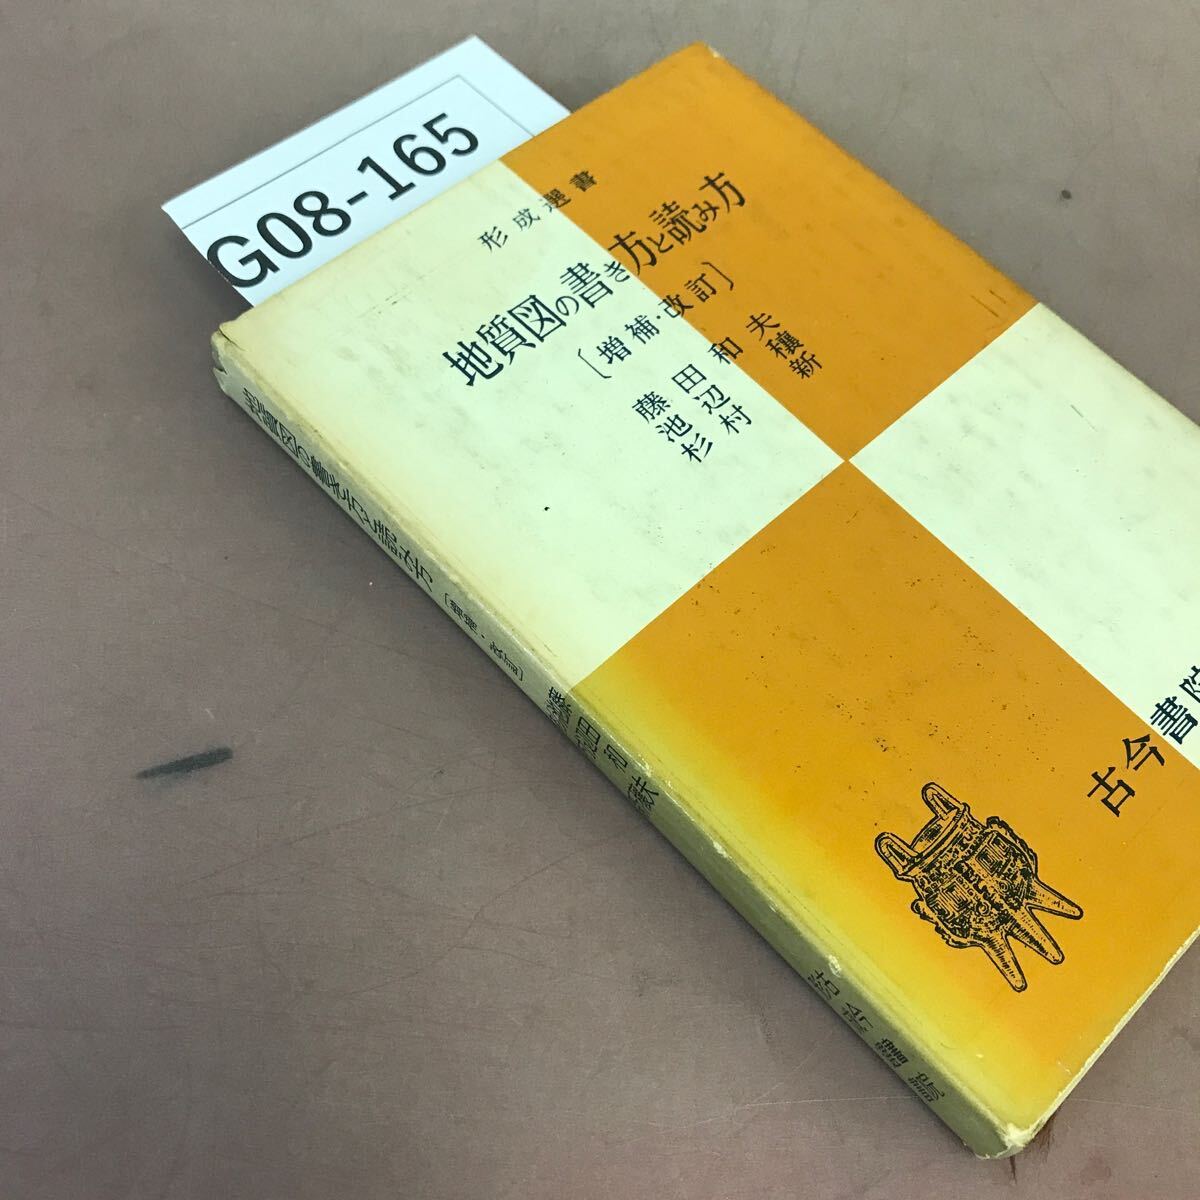 G08-165
形成選書
地質図の書き方と読み方
[増補・改訂]
藤田和夫
池辺穣
杉村新
古今書院
地質図の書き方と読み方 [増補・改訂] 藤田和夫
古今書院